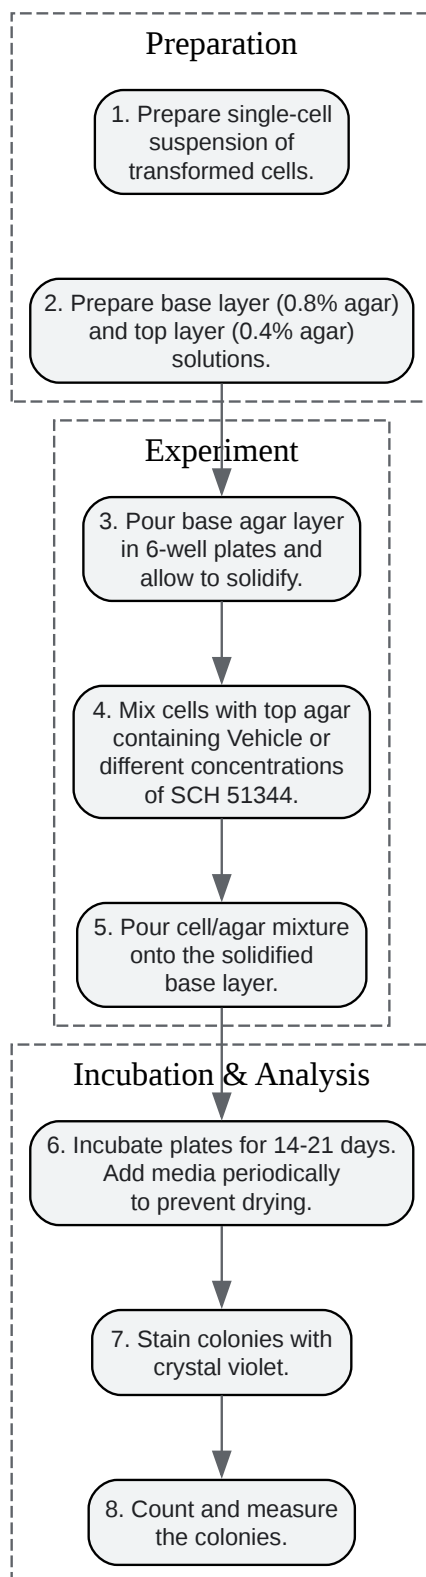 Preparation
1. Prepare single-cell
suspension of
transformed cells.
2. Prepare base layer (0.8% agar)
and top layer (0.4% agar)
solutions.
Experiment
3. Pour base agar layer
in 6-well plates and
allow to solidify.
4. Mix cells with top agar
containing Vehicle or
different concentrations
of SCH 51344.
5. Pour cell/agar mixture
onto the solidified
base layer.
Incubation & Analysis
6. Incubate plates for 14-21 days.
Add media periodically
to prevent drying.
7. Stain colonies with
crystal violet.
8. Count and measure
the colonies.